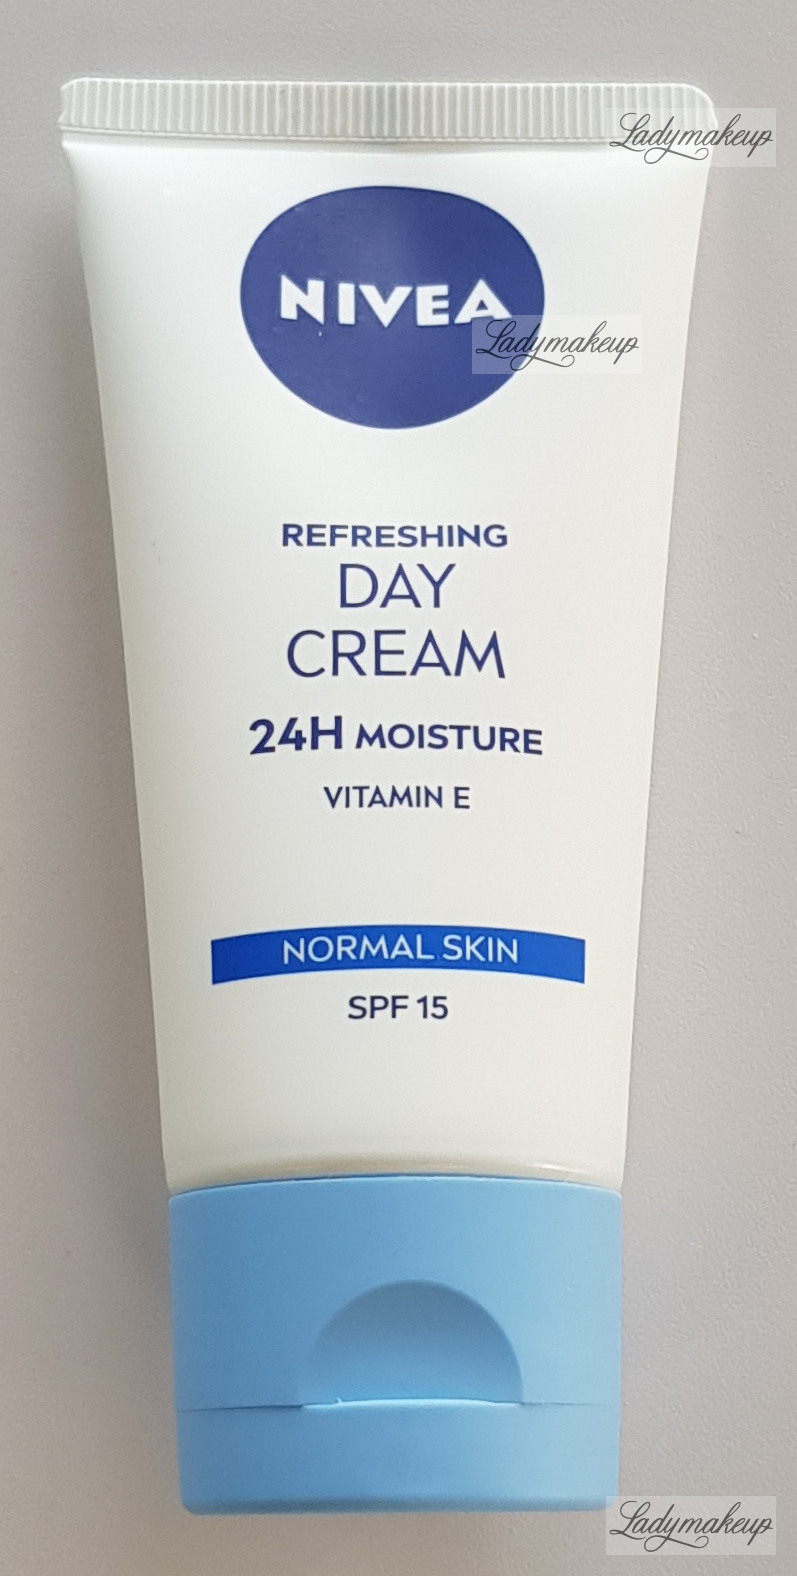 Ladymakeup
NIVEA
Ladymakeup
REFRESHING
DAY
CREAM
24H MOISTURE
VITAMIN E
NORMAL SKIN
SPF 15
Ladymakeup